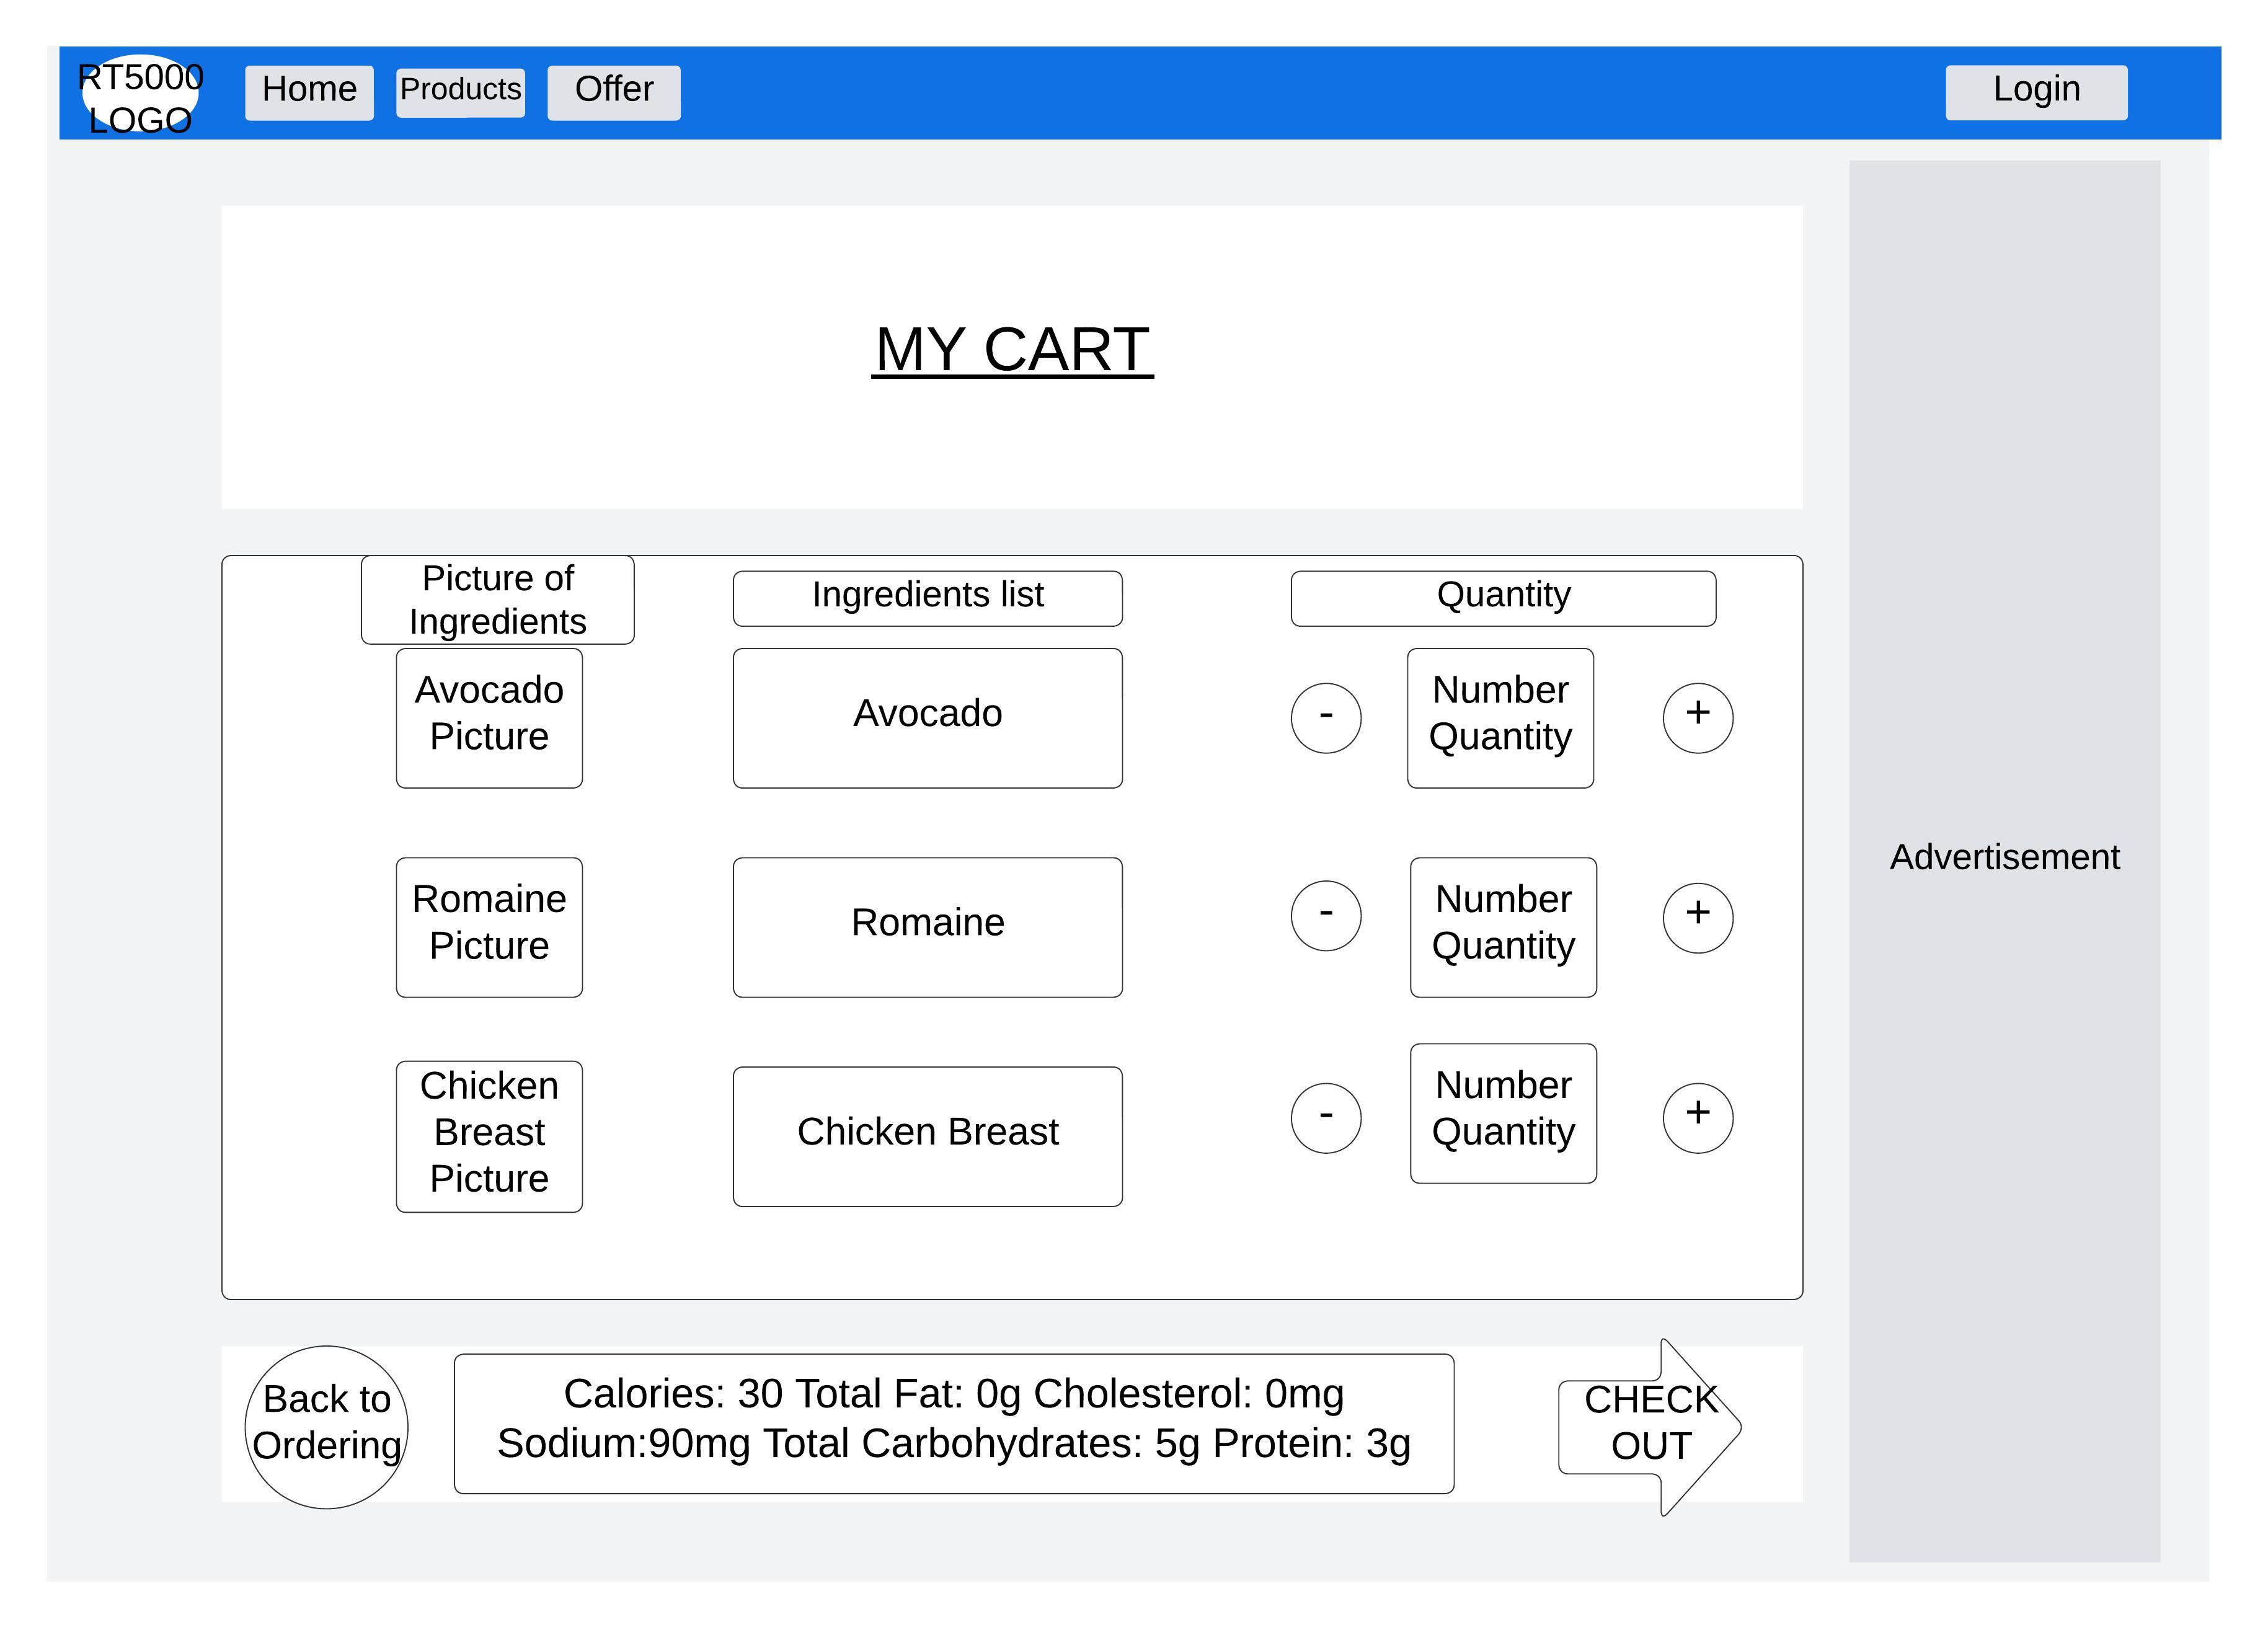 RT5000
LOGO
Home
Products
Offer
Login
MY CART
Picture of
Ingredients
Ingredients list
Quantity
Avocado
Picture
Avocado
-
Number
Quantity
+
Romaine
Picture
Romaine
-
Number
Quantity
+
Chicken
Breast
Picture
Chicken Breast
-
Number
Quantity
+
Advertisement
Back to
Ordering
Calories: 30 Total Fat: 0g Cholesterol: 0mg
Sodium:90mg Total Carbohydrates: 5g Protein: 3g
CHECK
OUT